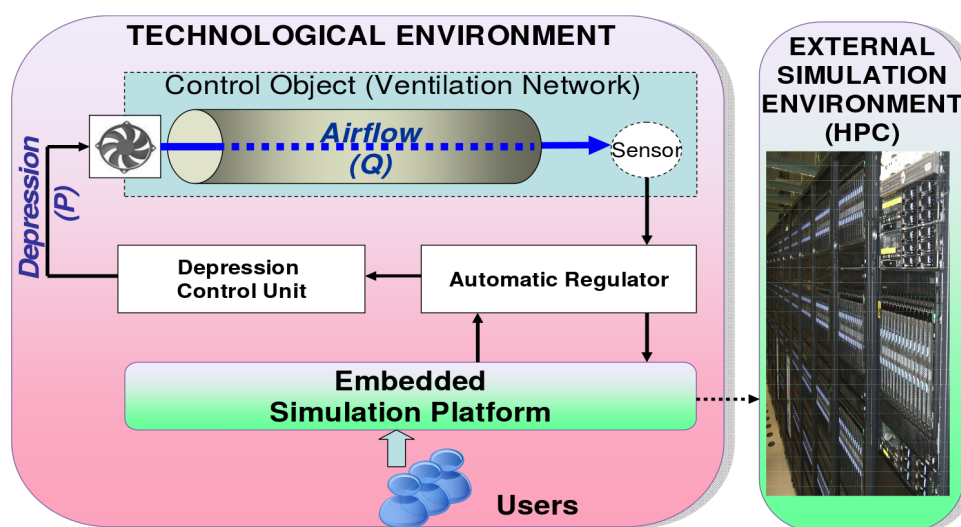 TECHNOLOGICAL ENVIRONMENT
Control Object (Ventilation Network)
Airflow
(Q)
Sensor
Depression
(P)
Depression
Control Unit
Automatic Regulator
Embedded
Simulation Platform
Users
EXTERNAL
SIMULATION
ENVIRONMENT
(HPC)